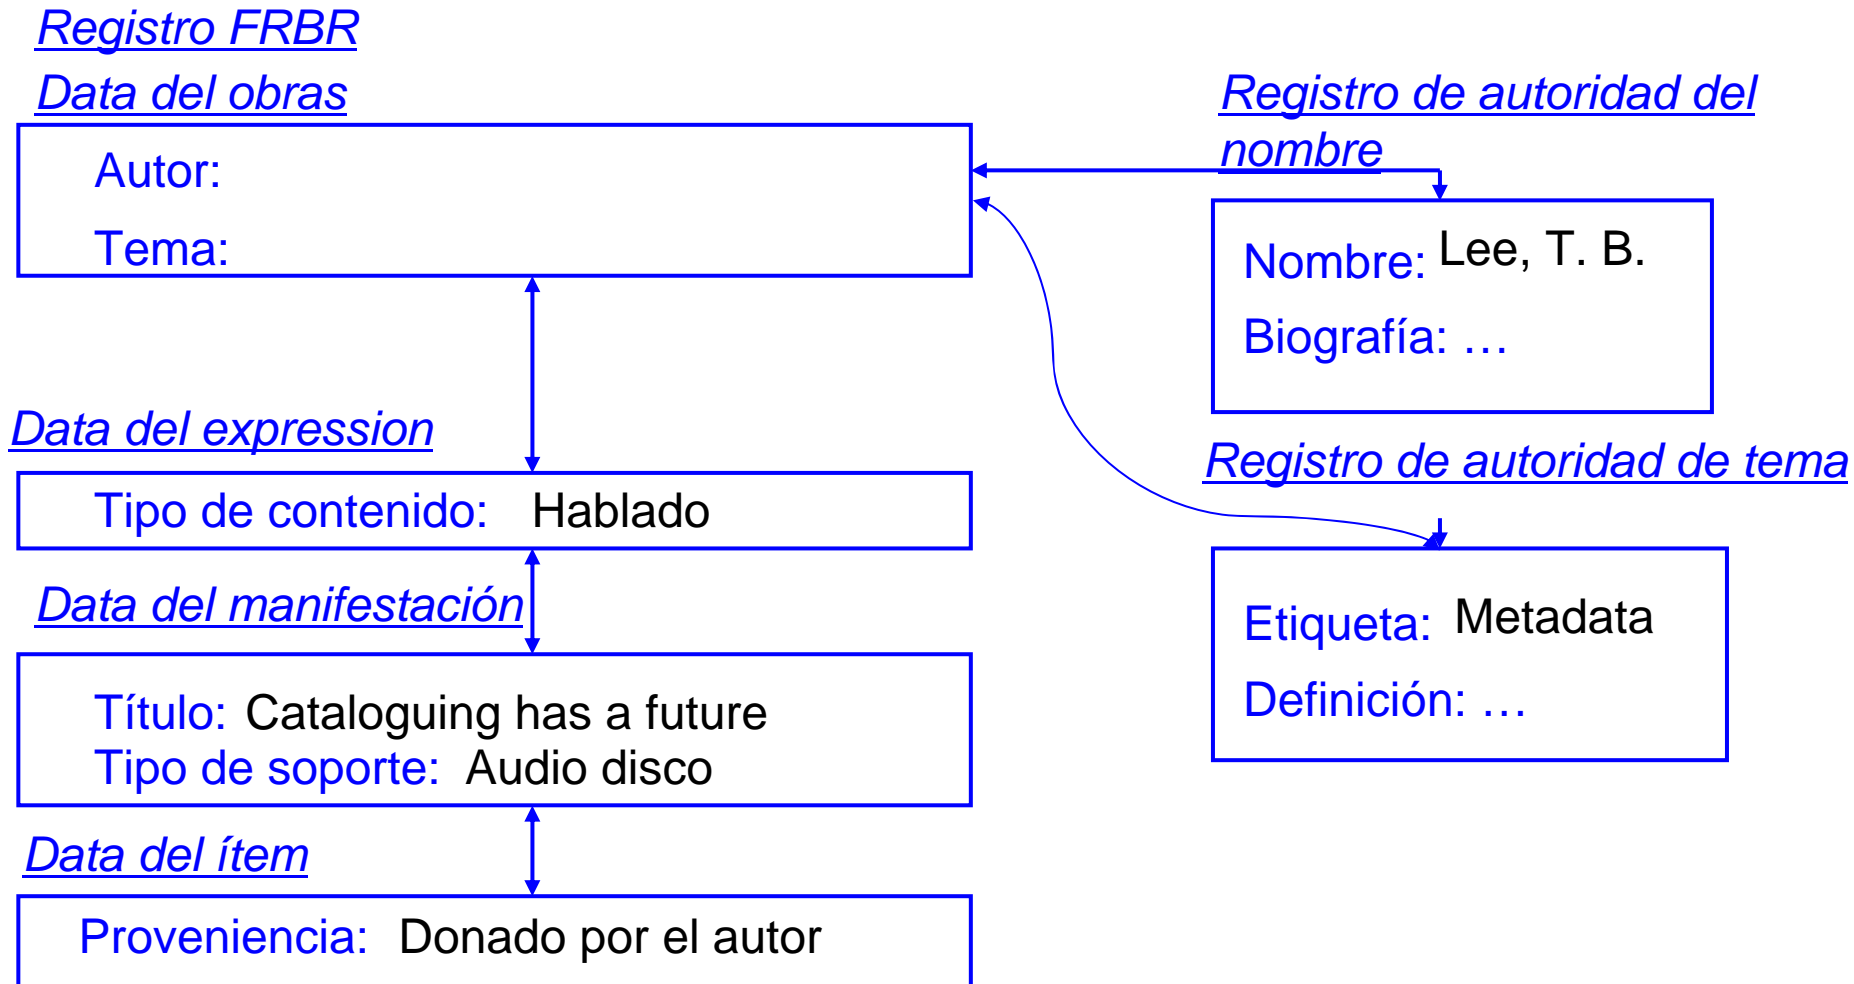 Registro FRBR
Data del obras
Autor:
Tema:
Data del expression
Tipo de contenido: Hablado
Data del manifestación
Título: Cataloguing has a future
Tipo de soporte: Audio disco
Data del ítem
Proveniencia: Donado por el autor
Registro de autoridad del
nombre
Nombre: Lee, T. B.
Biografía: …
Registro de autoridad de tema
Etiqueta: Metadata
Definición: …